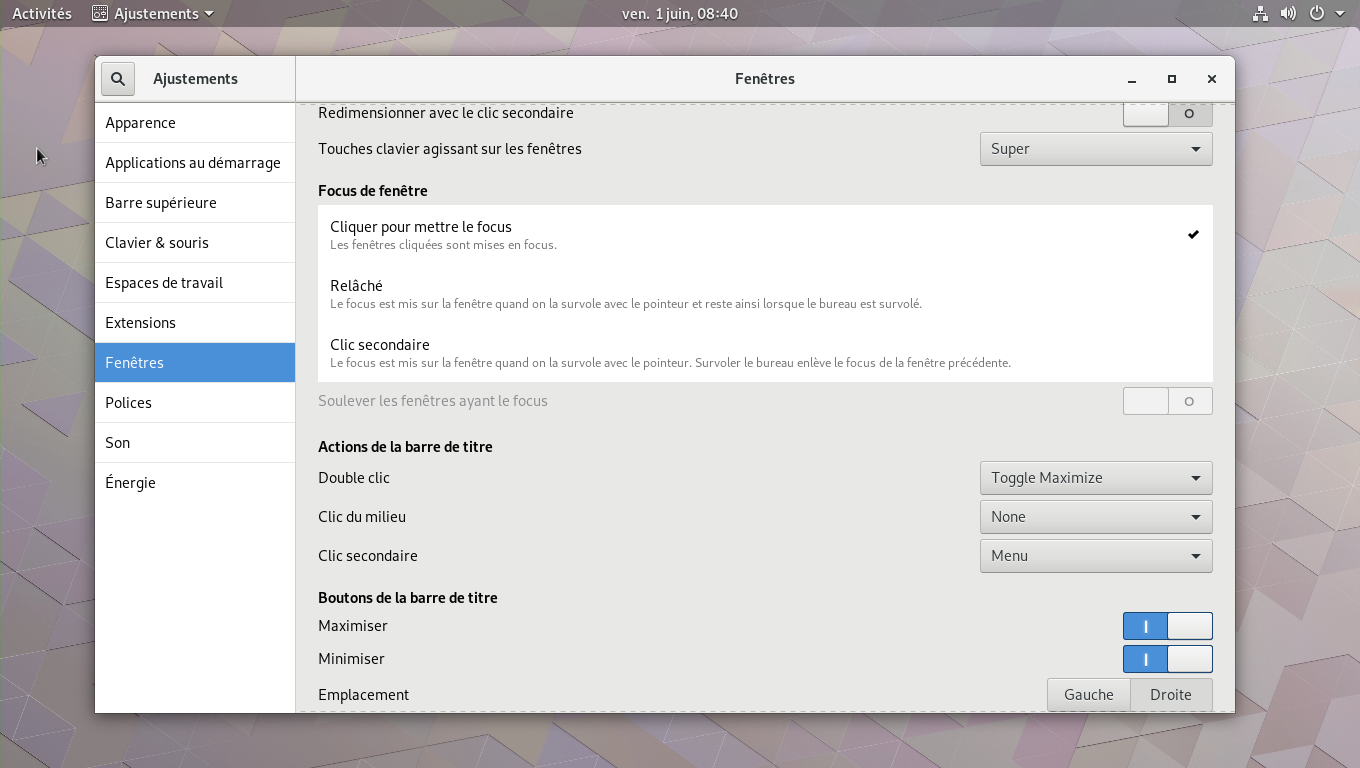 Activités
Ajustements
ven. 1 juin, 08:40
Ajustements
Fenêtres
Apparence
Applications au démarrage
Barre supérieure
Clavier & souris
Espaces de travail
Extensions
Fenêtres
Polices
Son
Énergie
Redimensionner avec le clic secondaire
Touches clavier agissant sur les fenêtres
Super
Focus de fenêtre
Cliquer pour mettre le focus
Les fenêtres cliquées sont mises en focus.
Relâché
Le focus est mis sur la fenêtre quand on la survole avec le pointeur et reste ainsi lorsque le bureau est survolé.
Clic secondaire
Le focus est mis sur la fenêtre quand on la survole avec le pointeur. Survoler le bureau enlève le focus de la fenêtre précédente.
Soulever les fenêtres ayant le focus
Actions de la barre de titre
Double clic
Toggle Maximize
Clic du milieu
None
Clic secondaire
Menu
Boutons de la barre de titre
Maximiser
Minimiser
Emplacement
Gauche
Droite